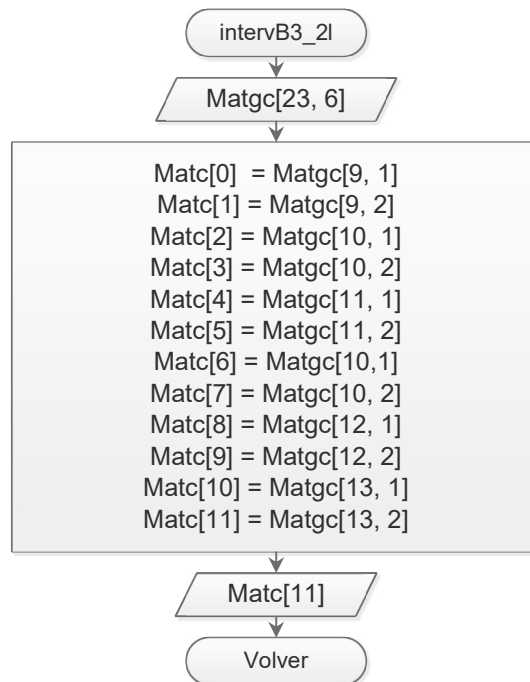 intervB3_2l
Matgc[23, 6]
Matc[0]  = Matgc[9, 1]
Matc[1] = Matgc[9, 2]
Matc[2] = Matgc[10, 1]
Matc[3] = Matgc[10, 2]
Matc[4] = Matgc[11, 1]
Matc[5] = Matgc[11, 2]
Matc[6] = Matgc[10,1]
Matc[7] = Matgc[10, 2]
Matc[8] = Matgc[12, 1]
Matc[9] = Matgc[12, 2]
Matc[10] = Matgc[13, 1]
Matc[11] = Matgc[13, 2]
Matc[11]
Volver